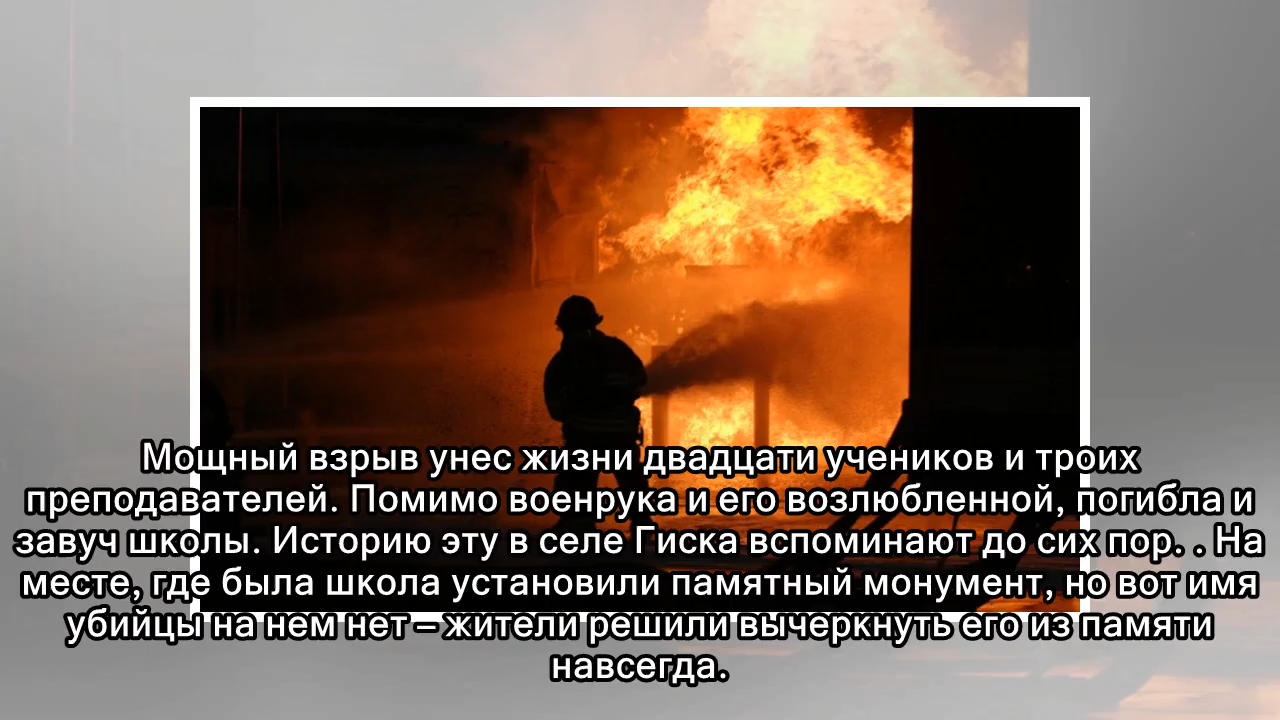 Мощный взрыв унес жизни двадцати учеников и троих
преподавателей. Помимо военрука и его возлюбленной, погибла и
завуч школы. Историю эту в селе Гиска вспоминают до сих пор. . На
месте, где была школа установили памятный монумент, но вот имя
убийцы на нем нет – жители решили вычеркнуть его из памяти
навсегда.